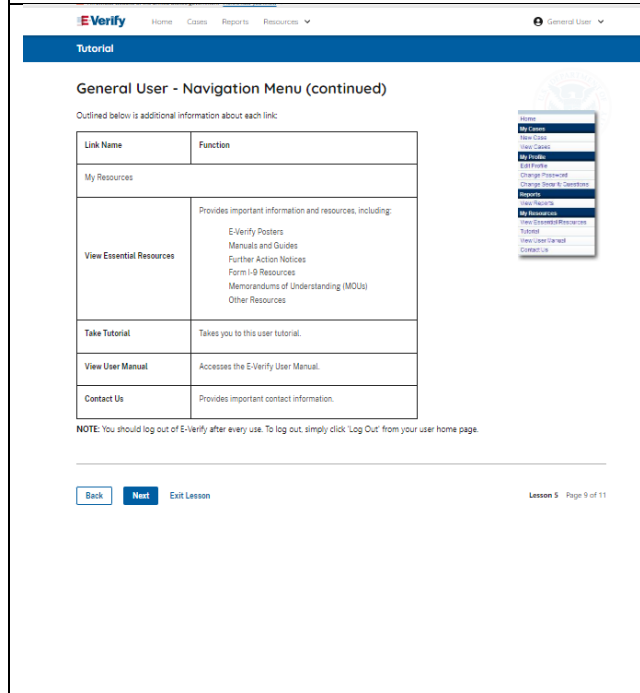 E-Verify
Home Cases Reports Resources
General User
Tutorial
General User - Navigation Menu (continued)
Outlined below is additional information about each link:
Link Name Function
My Resources
View Essential Resources
Provides important information and resources, including:
E-Verify Posters
Manuals and Guides
Further Action Notices
Form I-9 Resources
Memorandums of Understanding (MOUs)
Other Resources
Take Tutorial Takes you to this user tutorial.
View User Manual Accesses the E-Verify User Manual.
Contact Us Provides important contact information.
NOTE: You should log out of E-Verify after every use. To log out, simply click 'Log Out' from your user home page.
Home
My Cases
New Case
View Cases
My Profile
Edit Profile
Change Password
Change Security Questions
Reports
View Reports
My Resources
View Essential Resources
Tutorial
View User Manual
Contact Us
Back Next Exit Lesson
Lesson 5 Page 9 of 11